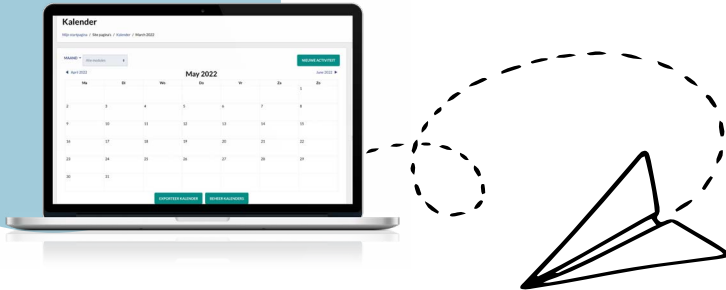 Kalender
Mijn startpagina / Site pagina's / Kalender / March 2022
MAAND
Alle modules
NIEUWE ACTIVITEIT
April 2022
May 2022
June 2022
Ma Di Wo Do Vr Za Zo
1
2 3 4 5 6 7 8
9 10 11 12 13 14 15
16 17 18 19 20 21 22
23 24 25 26 27 28 29
30 31
EXPORTEER KALENDER BEHEER KALENDERS